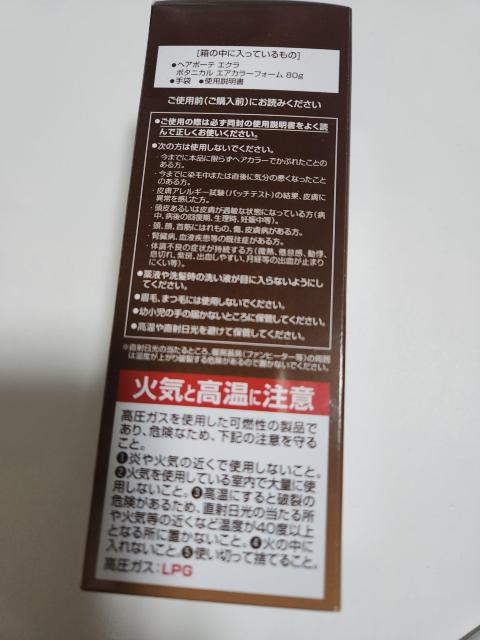 [箱の中に入っているもの]
●ヘアボーテ エクラ
ボタニカル エアカラーフォーム 80g
●手袋 ●使用説明書
ご使用前(ご購入前)にお読みください
●ご使用の際は必ず同封の使用説明書をよく読
んで正しくお使いください。
●次の方は使用しないでください。
・今までに本品に限らずヘアカラーでかぶれたことの
ある方。
・今までに染毛中または直後に気分の悪くなったこと
のある方。
・皮膚アレルギー試験(パッチテスト)の結果、皮膚に
異常を感じた方。
・頭皮あるいは皮膚が過敏な状態になっている方(病
中、病後の回復期、生理時、妊娠中等)。
・頭、顔、首筋にはれもの、傷、皮膚病がある方。
・腎臓病、血液疾患等の既往症がある方。
・体調不良の症状が持続する方(微熱、倦怠感、動悸、
息切れ、紫斑、出血しやすい、月経等の出血が止まり
にくい等)。
●薬液や洗髪時の洗い液が目に入らないようにし
てください。
●眉毛、まつ毛には使用しないでください。
●幼小児の手の届かないところに保管してください。
●高温や直射日光を避けて保管してください。
※直射日光の当たるところ、暖房器具(ファンヒーター等)の周囲
は温度が上がり破裂する危険があるので置かないでください。
火気と高温に注意
高圧ガスを使用した可燃性の製品で
あり、危険なため、下記の注意を守る
こと。
❶炎や火気の近くで使用しないこと。
❷火気を使用している室内で大量に使
用しないこと。❸高温にすると破裂の
危険があるため、直射日光の当たる所
や火気等の近くなど温度が40度以上
となる所に置かないこと。❹火の中に
入れないこと。❺使い切って捨てること。
高圧ガス:LPG